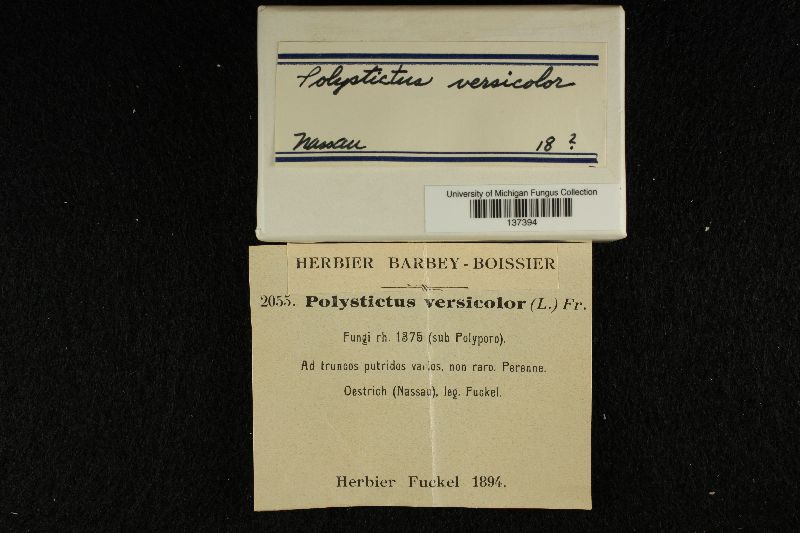 Polystictus versicolor
Nassau 18 ?
University of Michigan Fungus Collection
137394
HERBIER BARBEY-BOISSIER
2055. Polystictus versicolor (L.) Fr.
Fungi rh. 1375 (sub Polyporo).
Ad truncos putridos varios, non raro. Perenne.
Oestrich (Nassau), leg. Fuckel.
Herbier Fuckel 1894.